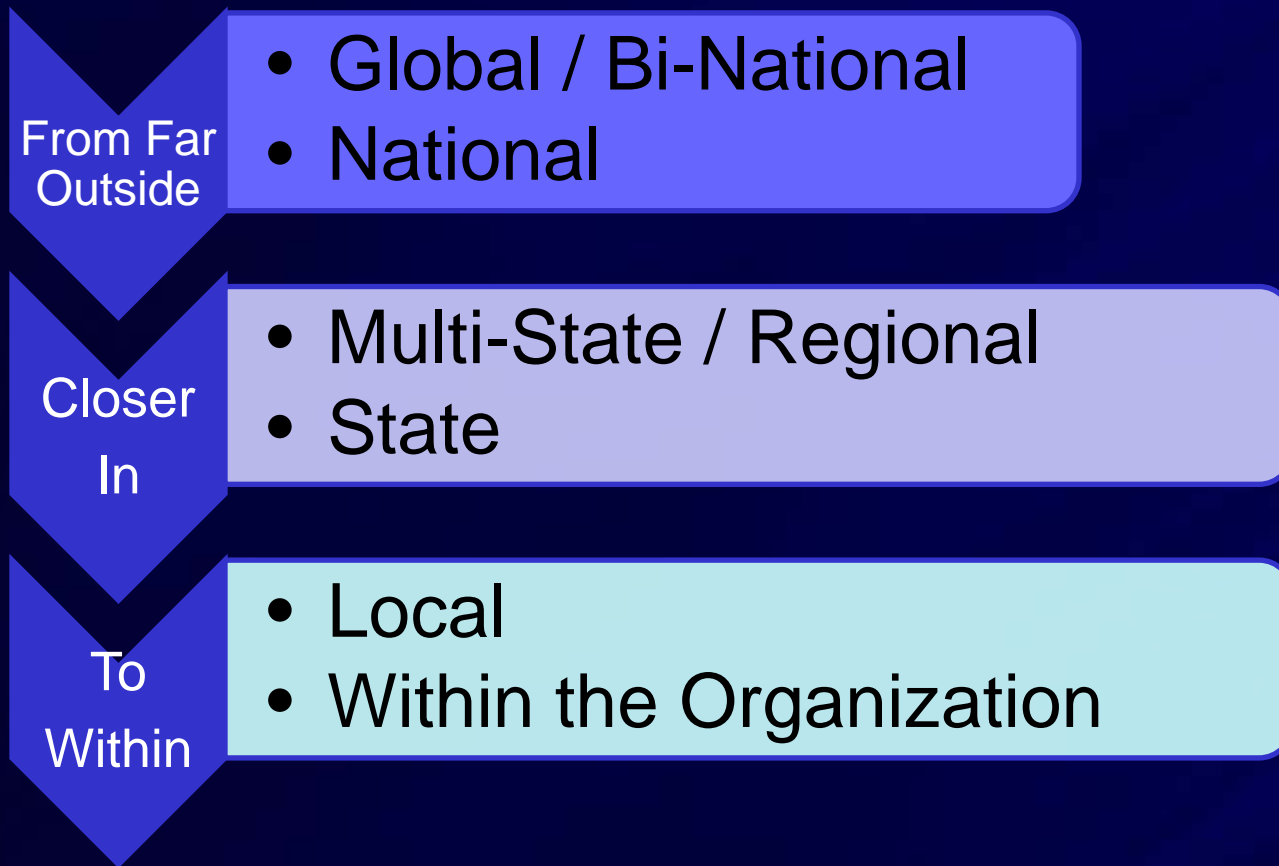 From Far
Outside
• Global / Bi-National
• National
Closer
In
• Multi-State / Regional
• State
To
Within
• Local
• Within the Organization